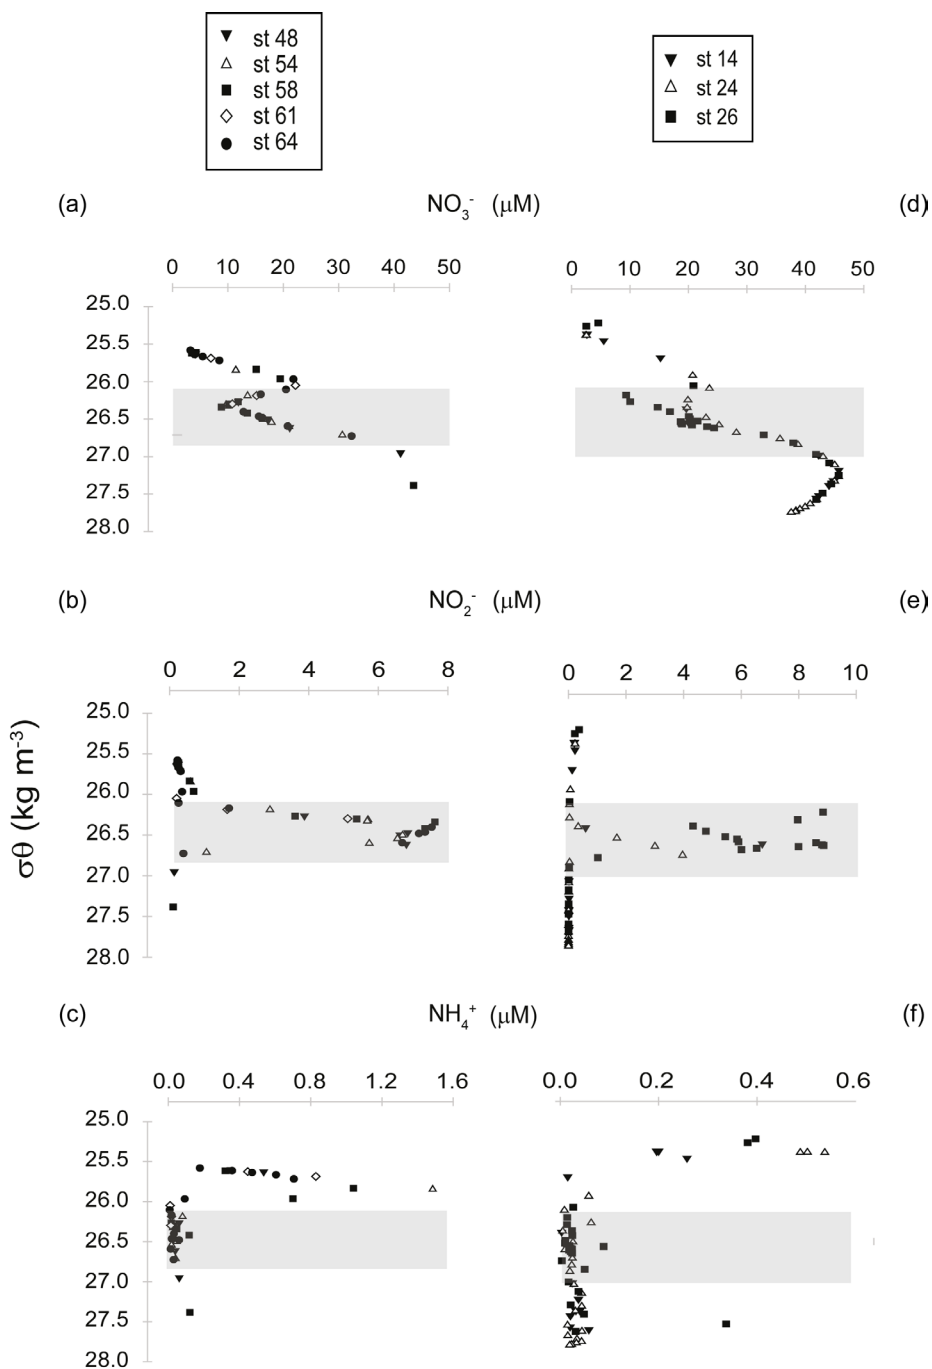 st 48
st 54
st 58
st 61
st 64
st 14
st 24
st 26
(a) NO₃⁻ (μM) (d)
0 10 20 30 40 50 0 10 20 30 40 50
25.0
25.5
26.0
26.5
27.0
27.5
28.0
(b) NO₂⁻ (μM) (e)
0 2 4 6 8 0 2 4 6 8 10
σθ (kg m⁻³)
25.0
25.5
26.0
26.5
27.0
27.5
28.0
(c) NH₄⁺ (μM) (f)
0.0 0.4 0.8 1.2 1.6 0.0 0.2 0.4 0.6
25.0
25.5
26.0
26.5
27.0
27.5
28.0